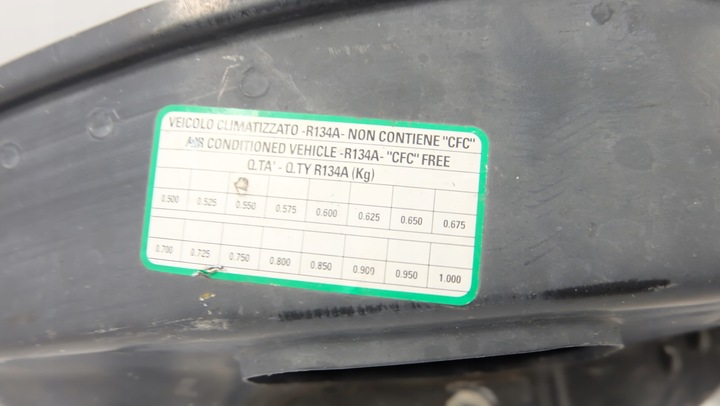 VEICOLO CLIMATIZZATO -R134A- NON CONTIENE "CFC"
AIR CONDITIONED VEHICLE -R134A- "CFC" FREE
Q.TA' - Q.TY R134A (Kg)
0.500 0.525 0.550 0.575 0.600 0.625 0.650 0.675
0.700 0.725 0.750 0.800 0.850 0.900 0.950 1.000